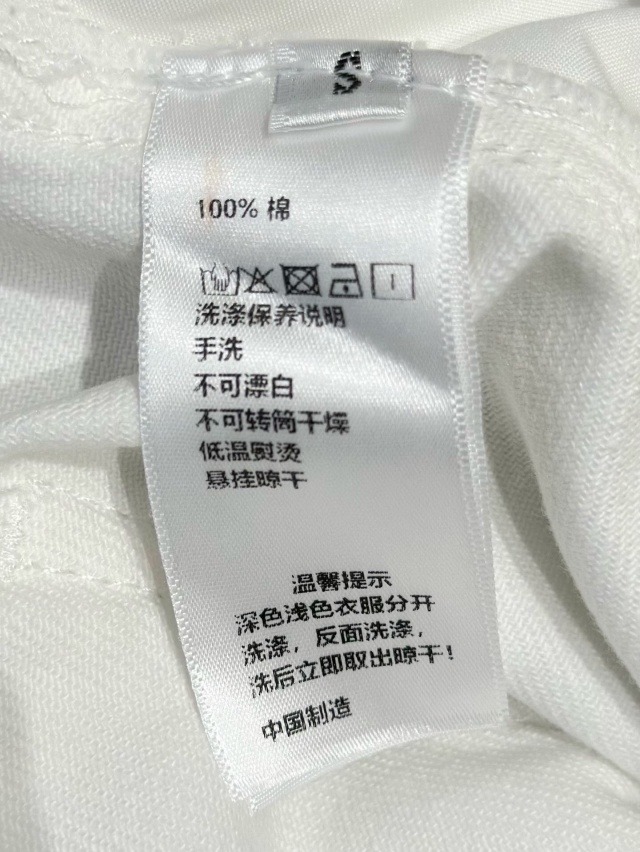 S
100% 棉
洗涤保养说明
手洗
不可漂白
不可转筒干燥
低温熨烫
悬挂晾干
温馨提示
深色浅色衣服分开
洗涤，反面洗涤，
洗后立即取出晾干！
中国制造